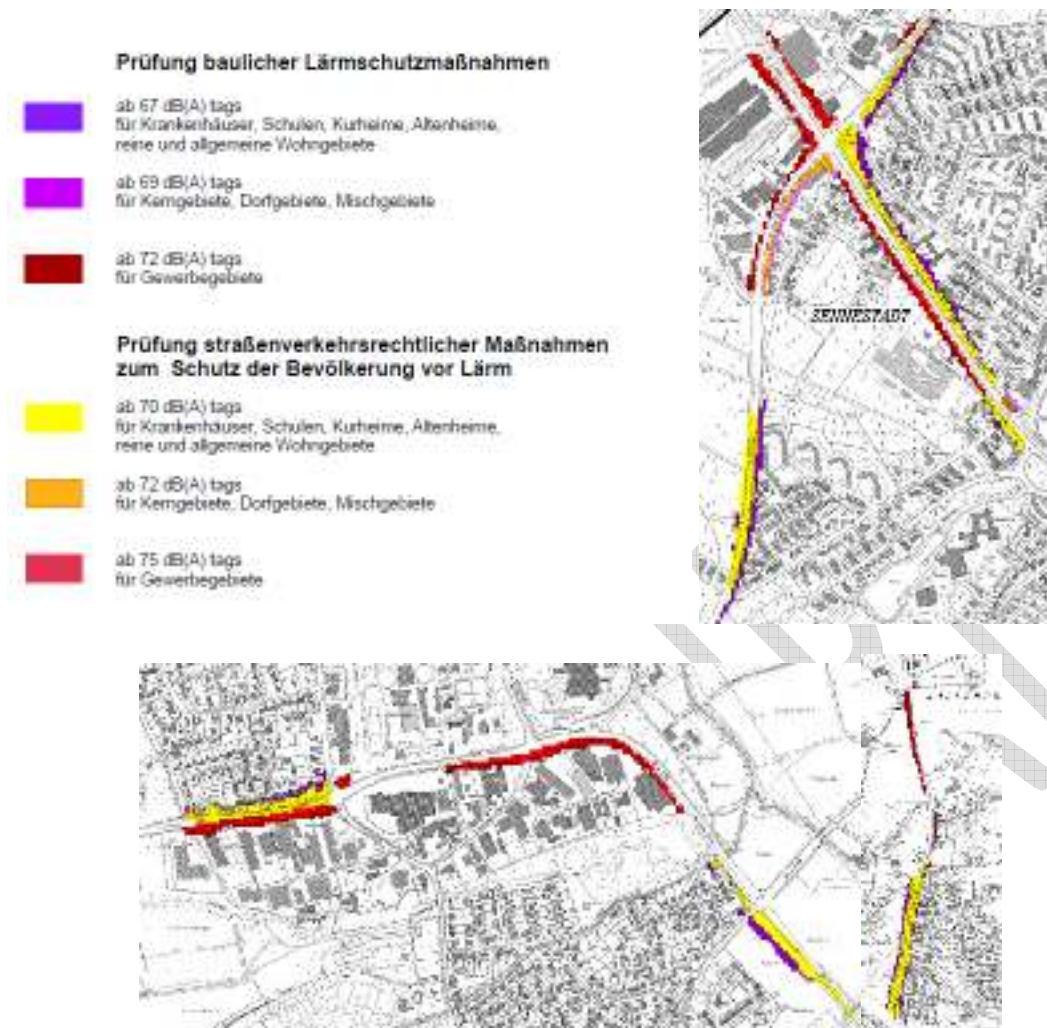 Prüfung baulicher Lärmschutzmaßnahmen
ab 67 dB(A) tags
für Krankenhäuser, Schulen, Kurheime, Altenheime,
reine und allgemeine Wohngebiete
ab 69 dB(A) tags
für Kerngebiete, Dorfgebiete, Mischgebiete
ab 72 dB(A) tags
für Gewerbegebiete
Prüfung straßenverkehrsrechtlicher Maßnahmen
zum Schutz der Bevölkerung vor Lärm
ab 70 dB(A) tags
für Krankenhäuser, Schulen, Kurheime, Altenheime,
reine und allgemeine Wohngebiete
ab 72 dB(A) tags
für Kerngebiete, Dorfgebiete, Mischgebiete
ab 75 dB(A) tags
für Gewerbegebiete
SENNESTADT